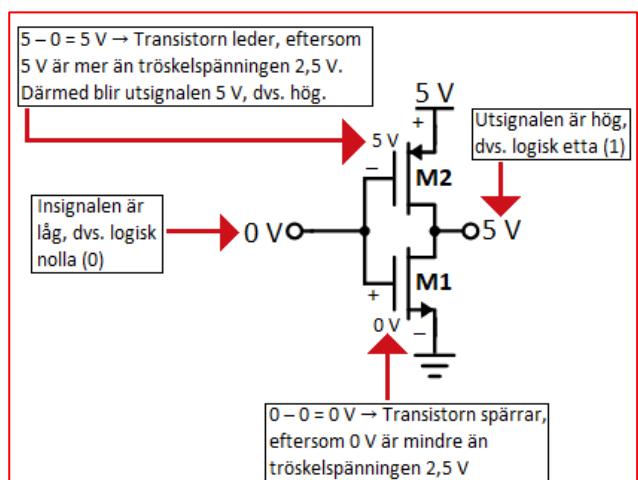 5 – 0 = 5 V → Transistorn leder, eftersom
5 V är mer än tröskelspänningen 2,5 V.
Därmed blir utsignalen 5 V, dvs. hög.
5 V
+
Utsignalen är hög,
dvs. logisk etta (1)
5 V
–
M2
Insignalen är
låg, dvs. logisk
nolla (0)
0 V
5 V
+
M1
0 V
–
0 – 0 = 0 V → Transistorn spärrar,
eftersom 0 V är mindre än
tröskelspänningen 2,5 V